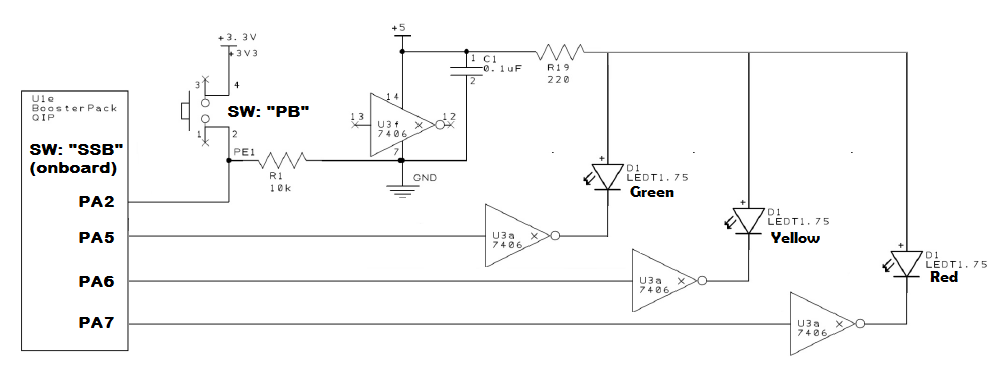 +3.3V
+3V3
3
4
SW: "PB"
1
2
PE1
R1
10k
+5
14
13
12
U3f
7406
7
GND
1
C1
0.1uF
2
R19
220
U1e
BoosterPack
QIP
SW: "SSB"
(onboard)
PA2
PA5
PA6
PA7
U3a
7406
+
D1
LEDT1.75
Green
U3a
7406
+
D1
LEDT1.75
Yellow
U3a
7406
+
D1
LEDT1.75
Red